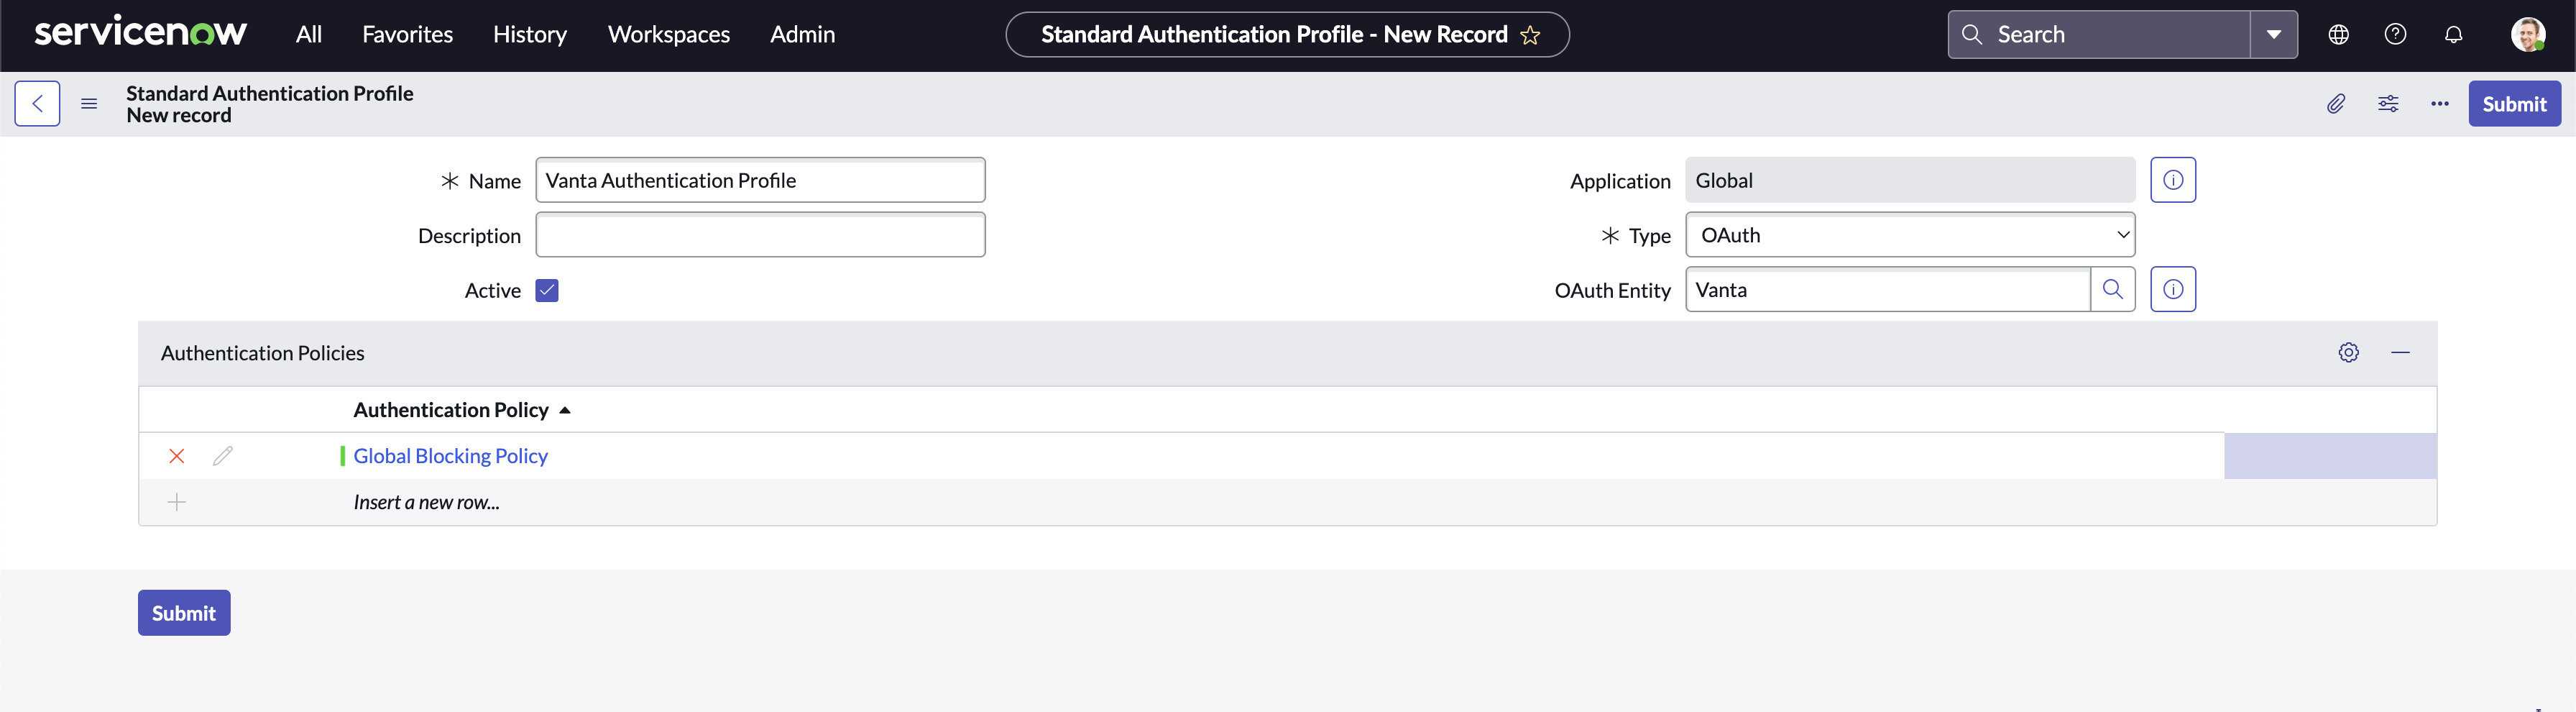 servicenow All Favorites History Workspaces Admin Standard Authentication Profile - New Record Search
Standard Authentication Profile
New record
Submit
Name Vanta Authentication Profile
Application Global
Description
Type OAuth
Active
OAuth Entity Vanta
Authentication Policies
Authentication Policy
Global Blocking Policy
Insert a new row...
Submit